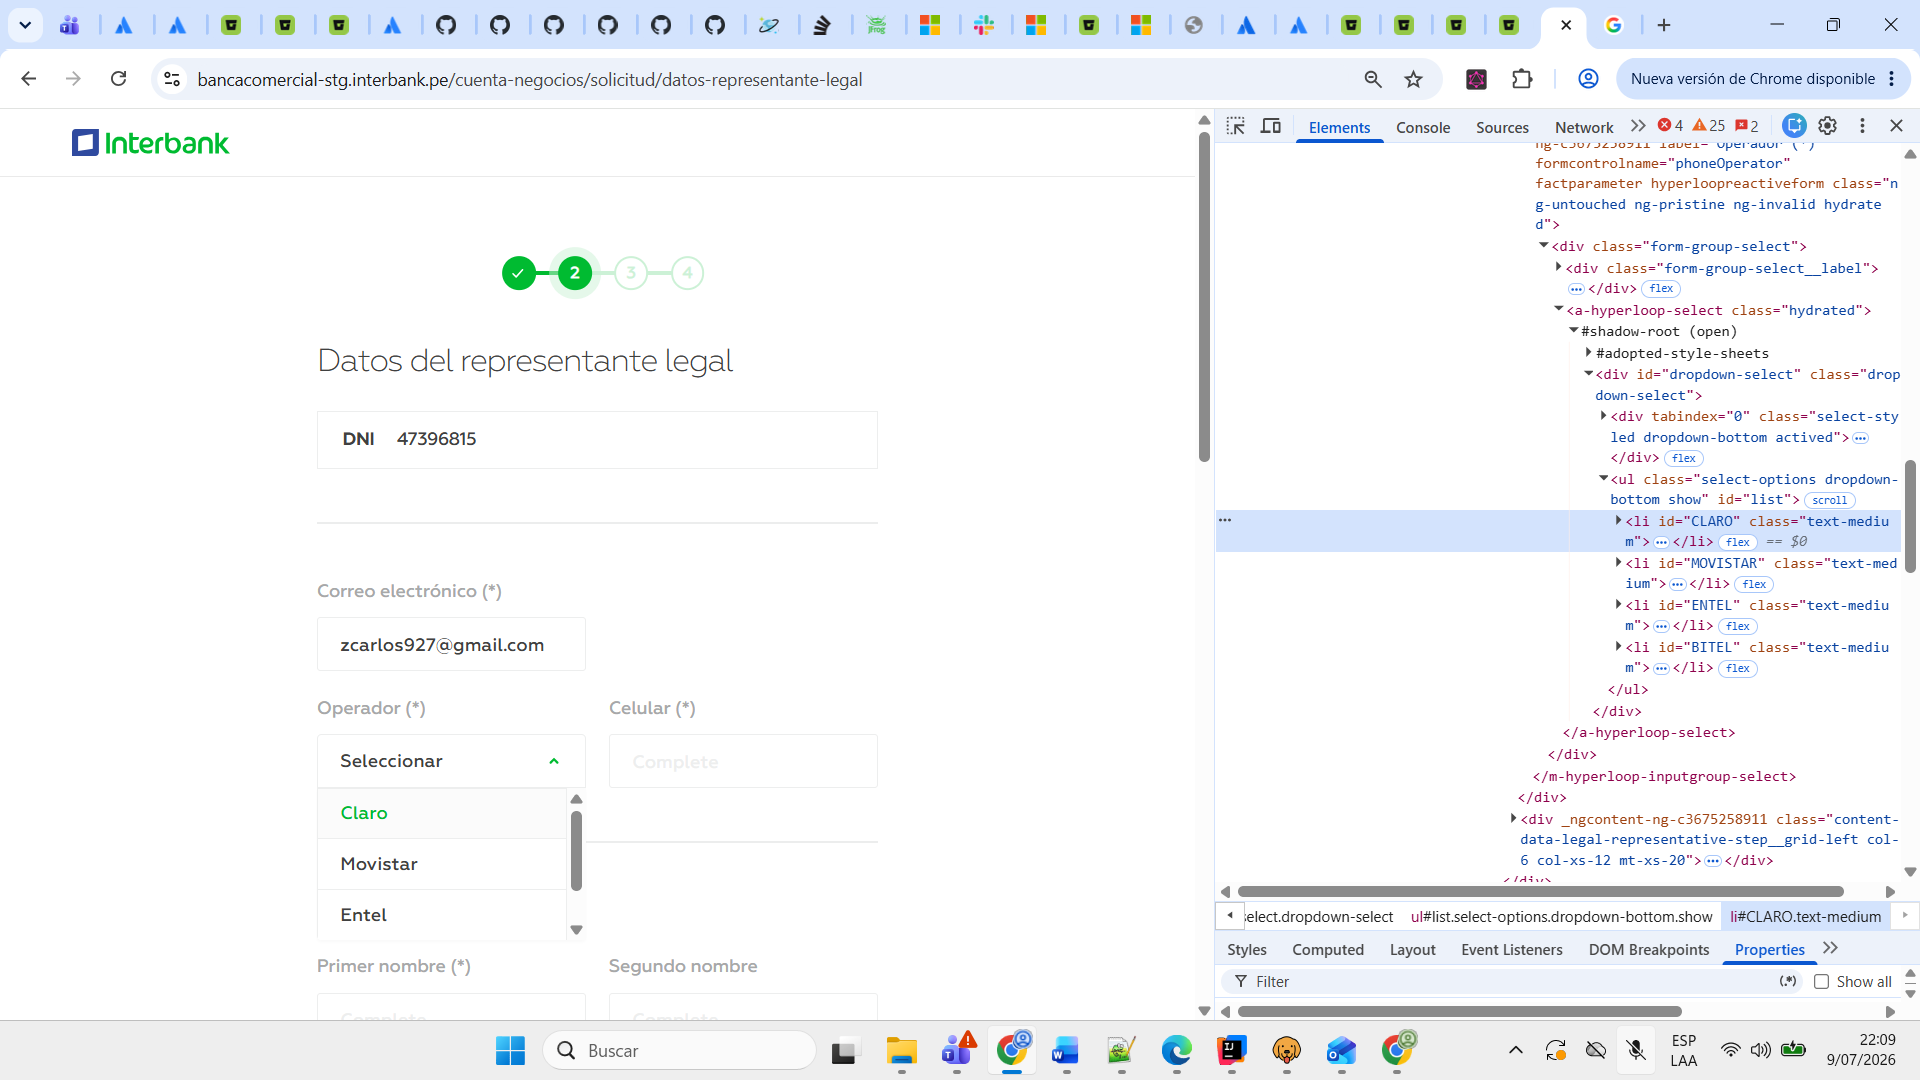 bancacomercial-stg.interbank.pe/cuenta-negocios/solicitud/datos-representante-legal
Nueva versión de Chrome disponible
Interbank
2
3
4
Datos del representante legal
DNI 47396815
Correo electrónico (*)
zcarlos927@gmail.com
Operador (*)
Celular (*)
Seleccionar
Complete
Claro
Movistar
Entel
Primer nombre (*)
Segundo nombre
Elements
Console
Sources
Network
4
25
2
ng-c3675258911 label="Operador (*)"
formcontrolname="phoneOperator"
factparameter hyperloopreactiveform class="n
g-untouched ng-pristine ng-invalid hydrate
d">
<div class="form-group-select">
<div class="form-group-select__label">
</div> flex
<a-hyperloop-select class="hydrated">
#shadow-root (open)
#adopted-style-sheets
<div id="dropdown-select" class="drop
down-select">
<div tabindex="0" class="select-sty
led dropdown-bottom actived">
</div> flex
<ul class="select-options dropdown-
bottom show" id="list"> scroll
<li id="CLARO" class="text-mediu
m"> </li> flex == $0
<li id="MOVISTAR" class="text-med
ium"> </li> flex
<li id="ENTEL" class="text-mediu
m"> </li> flex
<li id="BITEL" class="text-mediu
m"> </li> flex
</ul>
</div>
</a-hyperloop-select>
</div>
</m-hyperloop-inputgroup-select>
</div>
<div _ngcontent-ng-c3675258911 class="content-
data-legal-representative-step__grid-left col-
6 col-xs-12 mt-xs-20"> </div>
</div>
select.dropdown-select
ul#list.select-options.dropdown-bottom.show
li#CLARO.text-medium
Styles
Computed
Layout
Event Listeners
DOM Breakpoints
Properties
Filter
(.*)
Show all
Buscar
ESP
LAA
22:09
9/07/2026